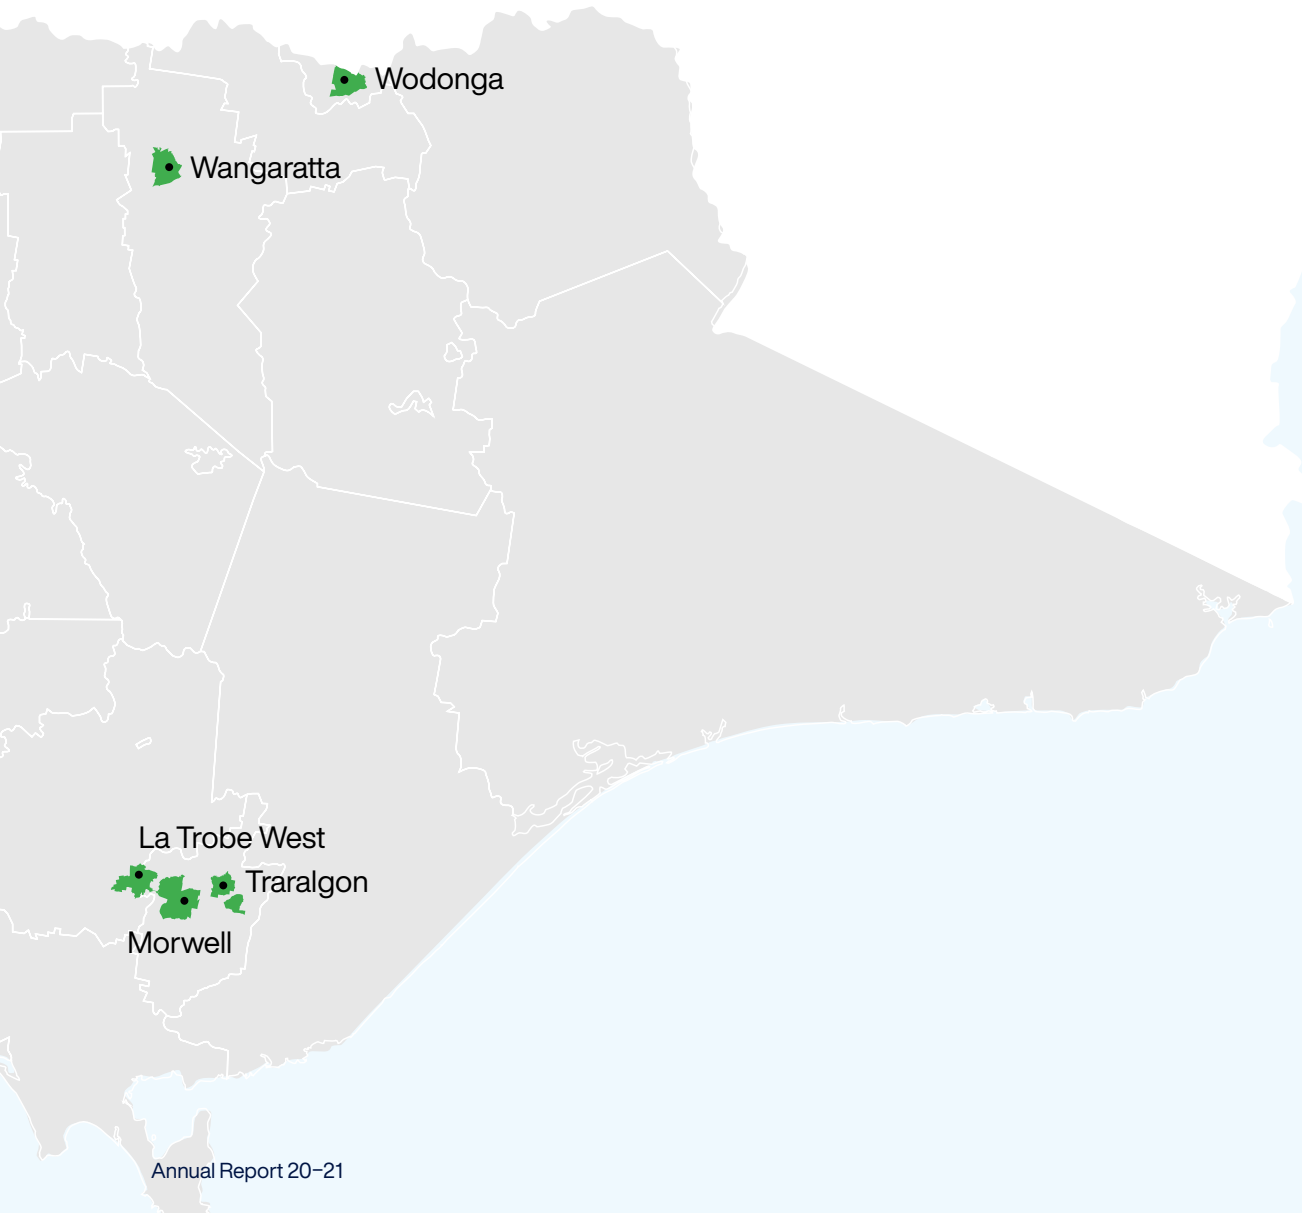 Wodonga
Wangaratta
La Trobe West
Traralgon
Morwell
Annual Report 20–21